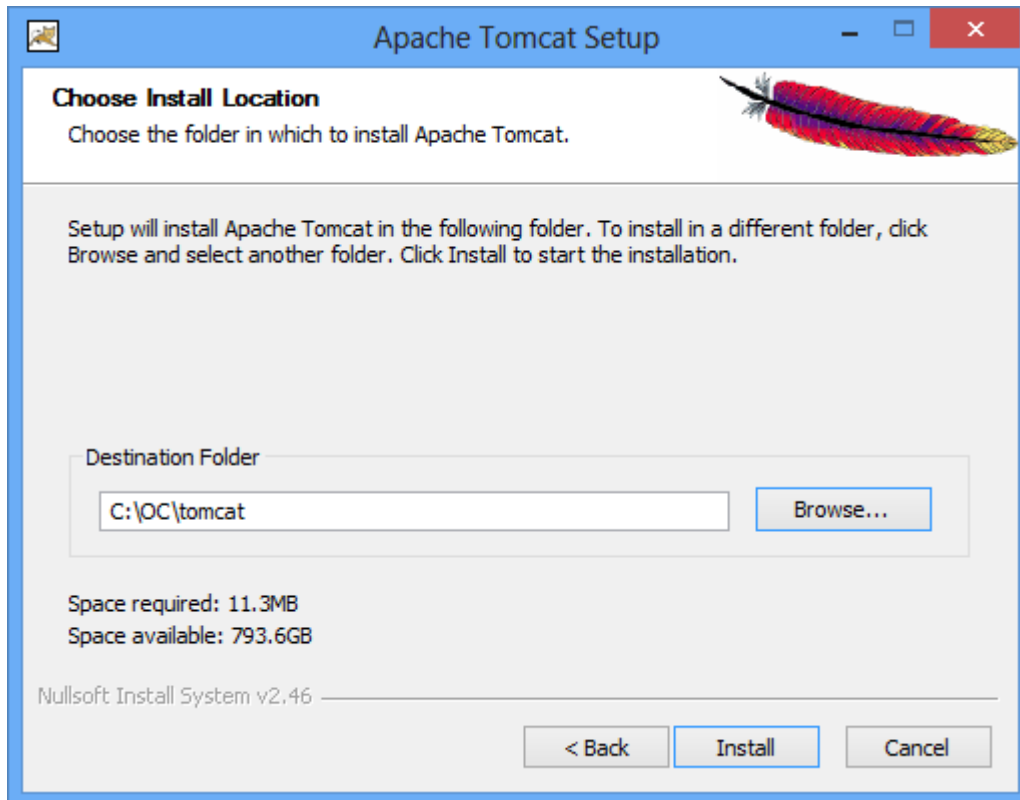 Apache Tomcat Setup
Choose Install Location
Choose the folder in which to install Apache Tomcat.
Setup will install Apache Tomcat in the following folder. To install in a different folder, click
Browse and select another folder. Click Install to start the installation.
Destination Folder
C:\OC\tomcat
Browse...
Space required: 11.3MB
Space available: 793.6GB
Nullsoft Install System v2.46
< Back
Install
Cancel